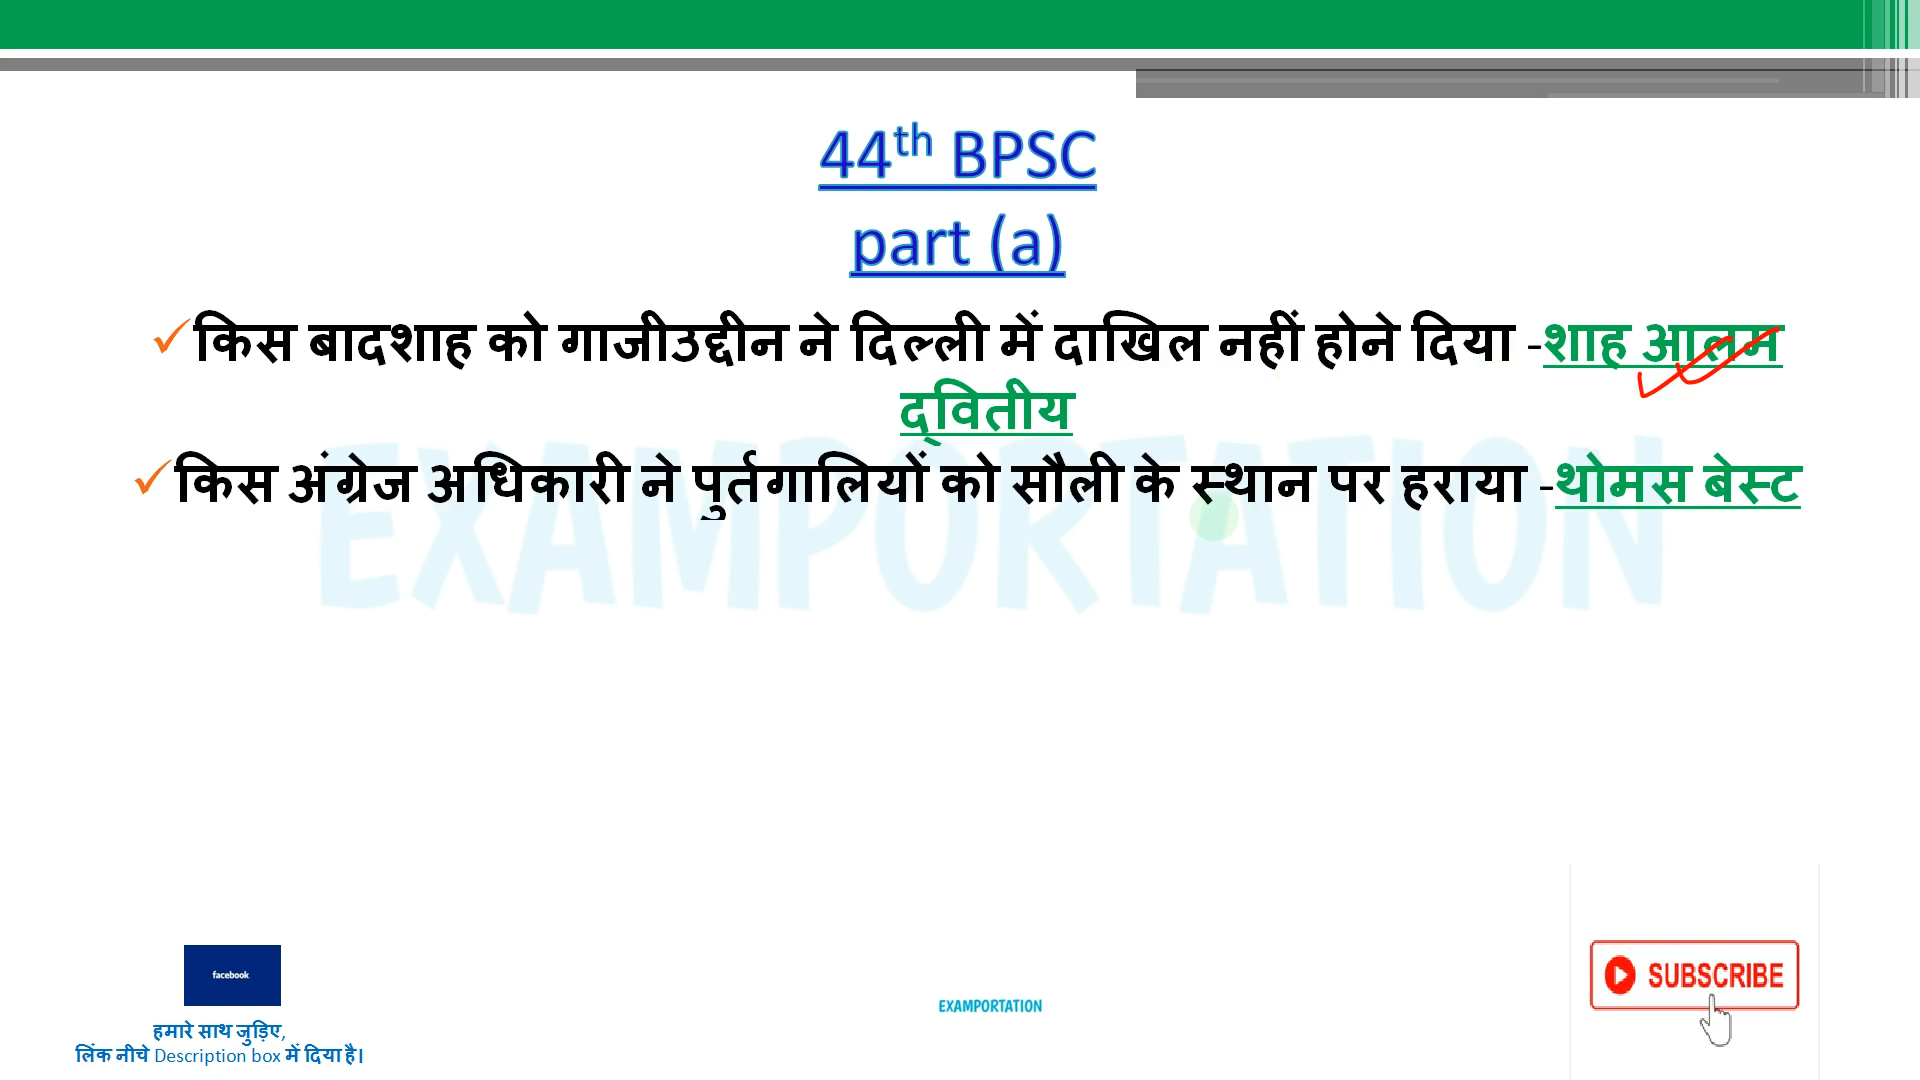 44th BPSC
part (a)
✓किस बादशाह को गाजीउद्दीन ने दिल्ली में दाखिल नहीं होने दिया -शाह आलम
द्वितीय
✓किस अंग्रेज अधिकारी ने पुर्तगालियों को सौली के स्थान पर हराया -थोमस बेस्ट
EXAMPORTATION
facebook
हमारे साथ जुड़िए,
लिंक नीचे Description box में दिया है।
EXAMPORTATION
SUBSCRIBE